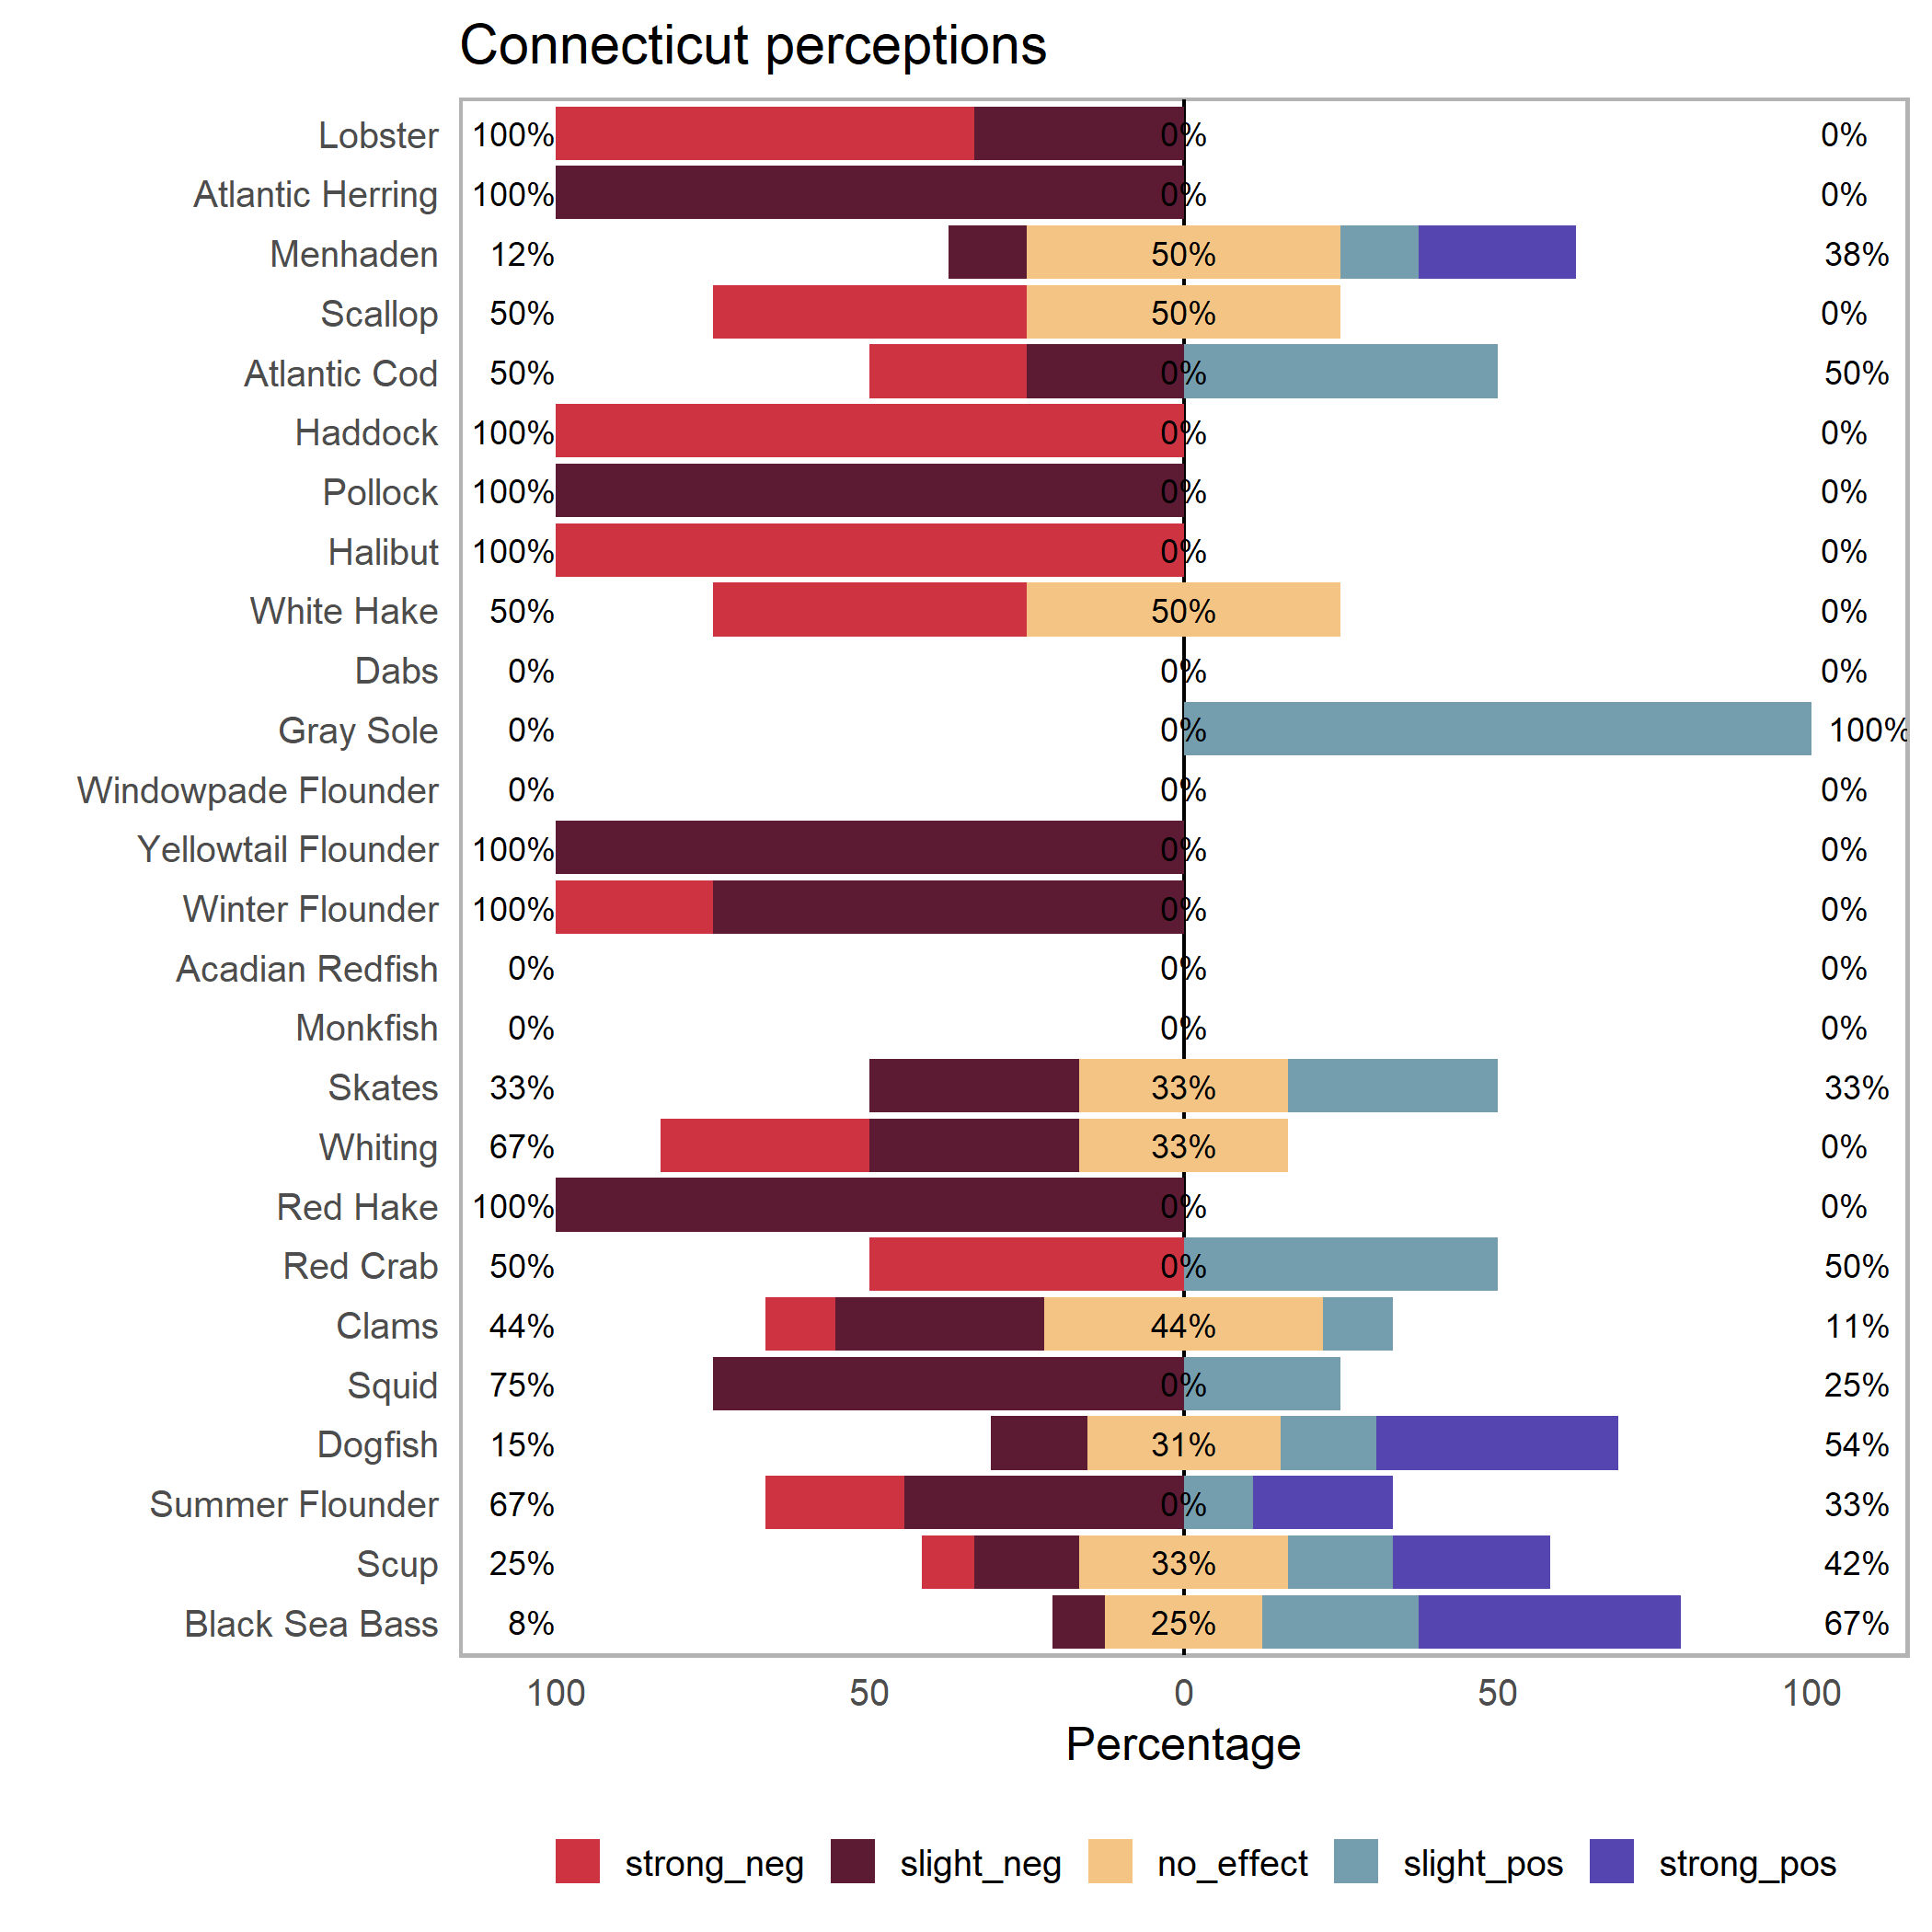 Connecticut perceptions
Lobster 100% 0% 0%
Atlantic Herring 100% 0% 0%
Menhaden 12% 50% 38%
Scallop 50% 50% 0%
Atlantic Cod 50% 0% 50%
Haddock 100% 0% 0%
Pollock 100% 0% 0%
Halibut 100% 0% 0%
White Hake 50% 50% 0%
Dabs 0% 0% 0%
Gray Sole 0% 0% 100%
Windowpade Flounder 0% 0% 0%
Yellowtail Flounder 100% 0% 0%
Winter Flounder 100% 0% 0%
Acadian Redfish 0% 0% 0%
Monkfish 0% 0% 0%
Skates 33% 33% 33%
Whiting 67% 33% 0%
Red Hake 100% 0% 0%
Red Crab 50% 0% 50%
Clams 44% 44% 11%
Squid 75% 0% 25%
Dogfish 15% 31% 54%
Summer Flounder 67% 0% 33%
Scup 25% 33% 42%
Black Sea Bass 8% 25% 67%
100 50 0 50 100
Percentage
strong_neg slight_neg no_effect slight_pos strong_pos